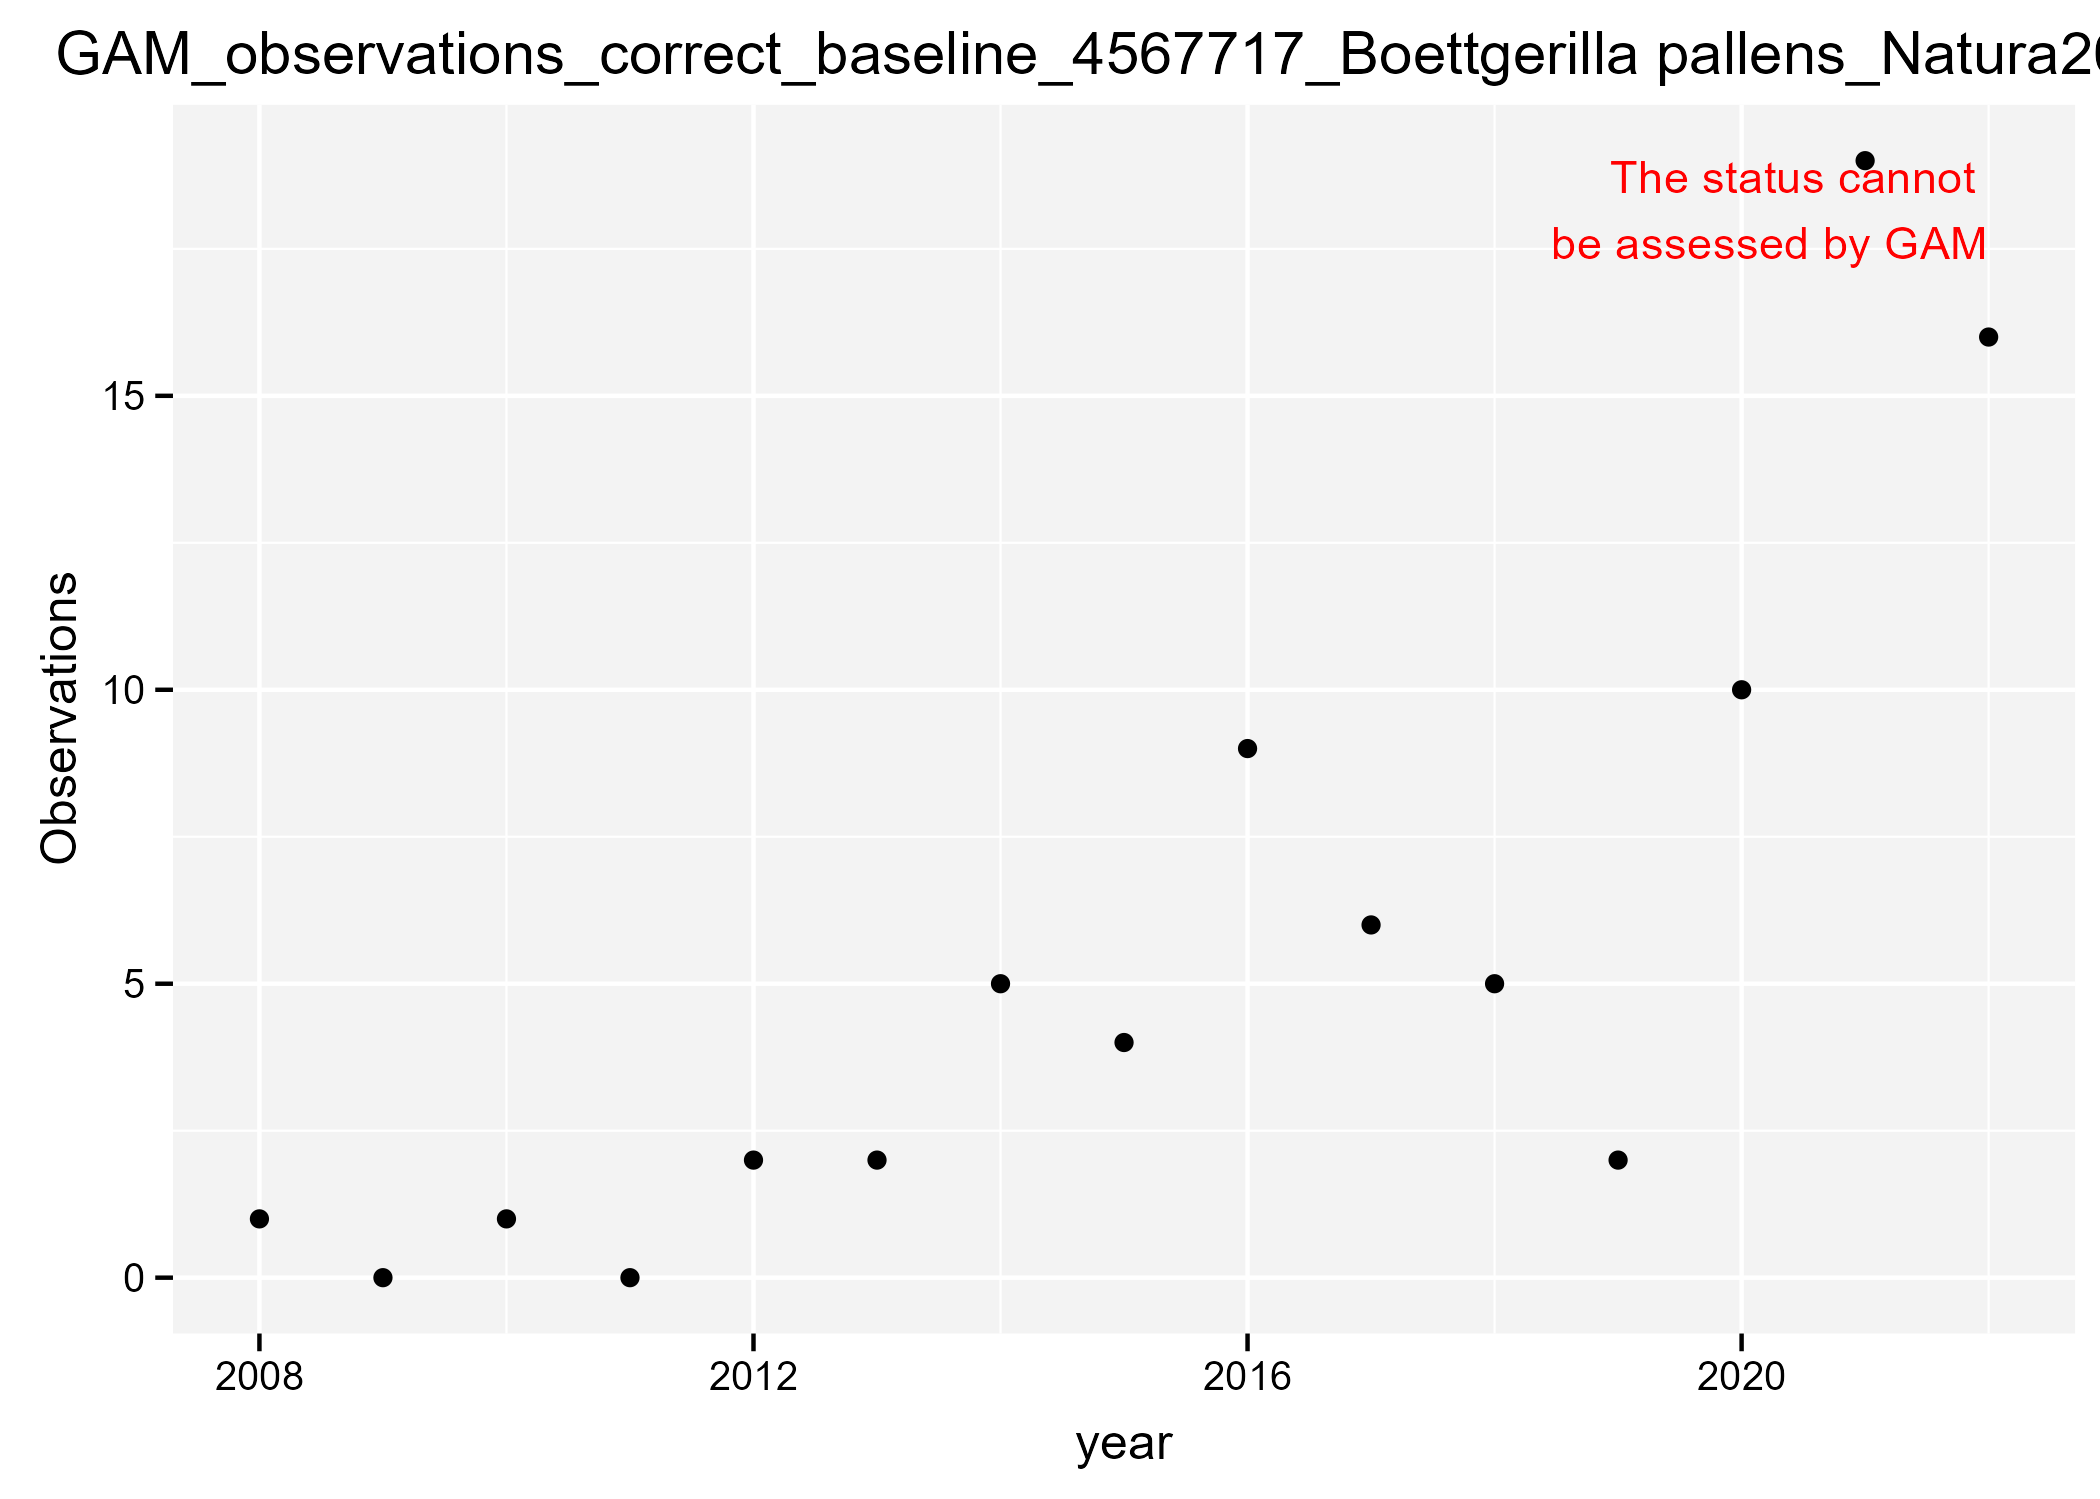 GAM_observations_correct_baseline_4567717_Boettgerilla pallens_Natura20
The status cannot
be assessed by GAM
15
10
5
0
Observations
2008 2012 2016 2020
year